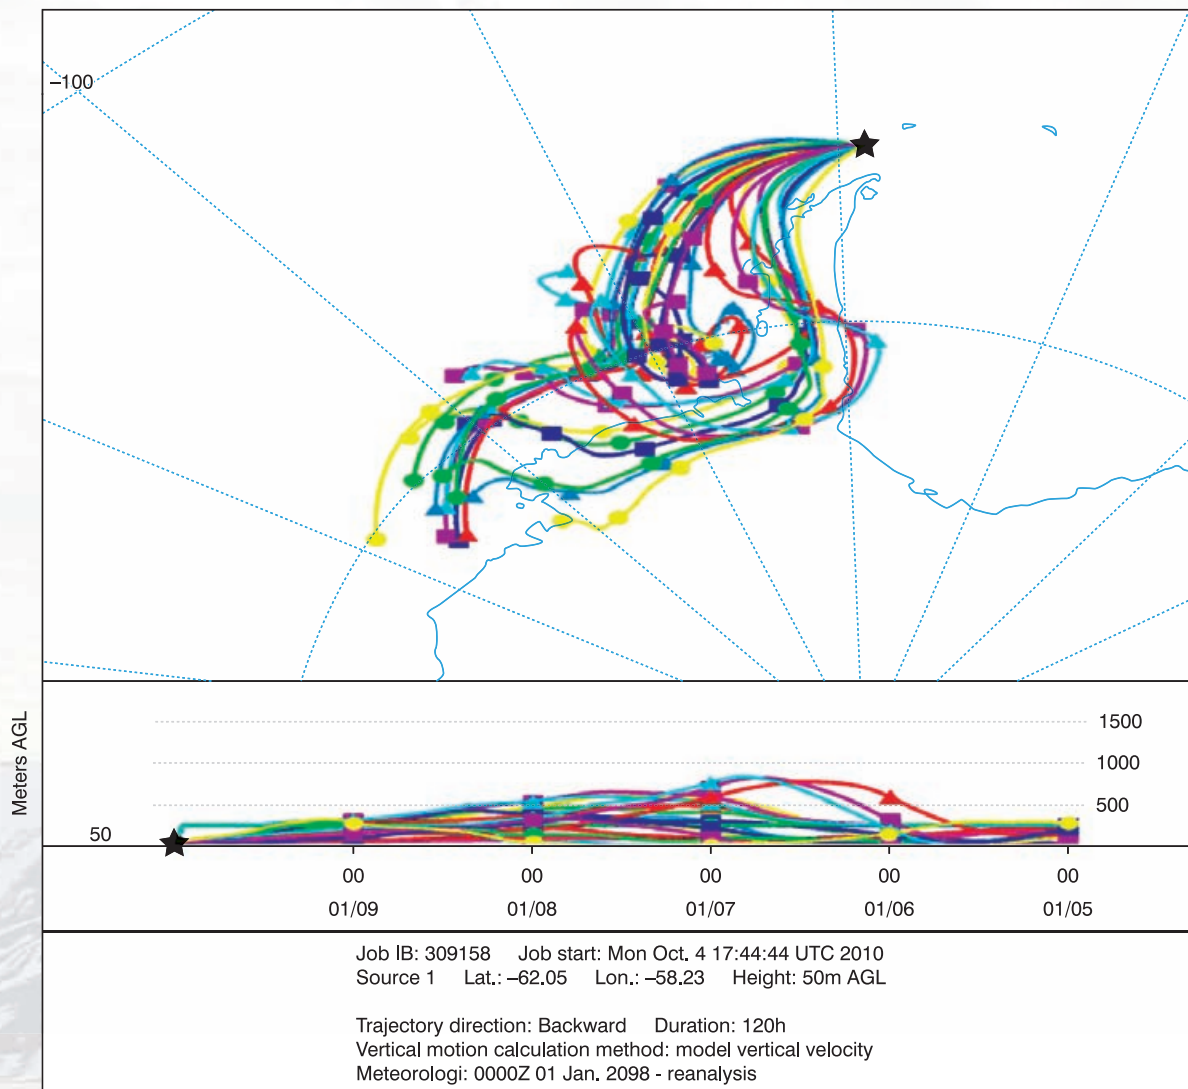 –100
Meters AGL
1500
1000
500
50
00 00 00 00 00
01/09 01/08 01/07 01/06 01/05
Job IB: 309158 Job start: Mon Oct. 4 17:44:44 UTC 2010
Source 1 Lat.: –62.05 Lon.: –58.23 Height: 50m AGL
Trajectory direction: Backward Duration: 120h
Vertical motion calculation method: model vertical velocity
Meteorologi: 0000Z 01 Jan. 2098 - reanalysis